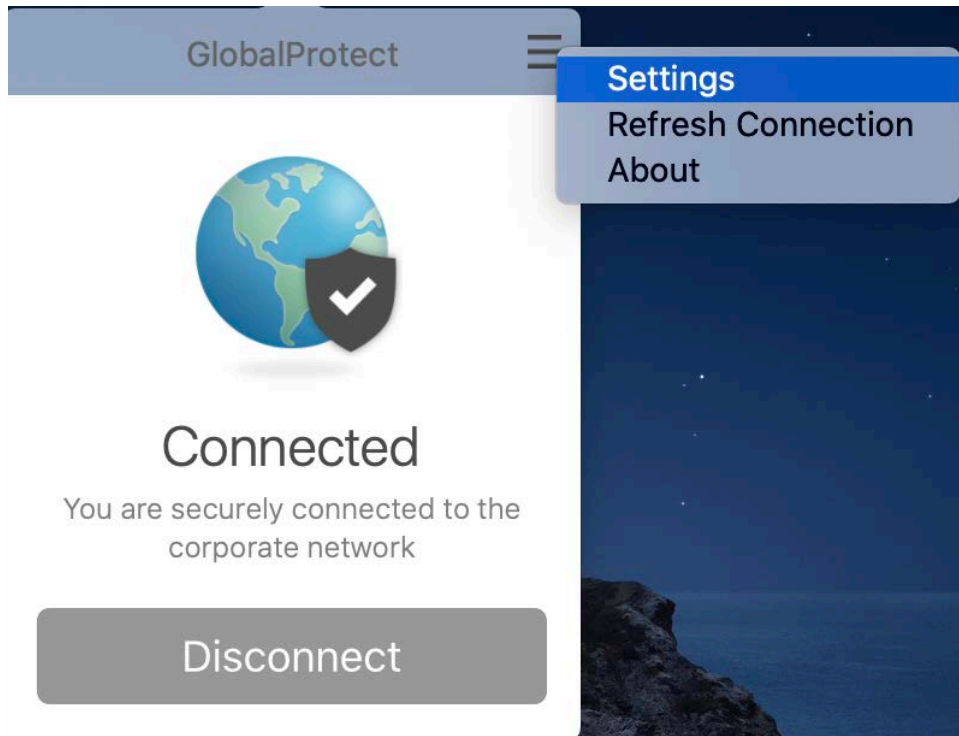 GlobalProtect
Settings
Refresh Connection
About
Connected
You are securely connected to the
corporate network
Disconnect